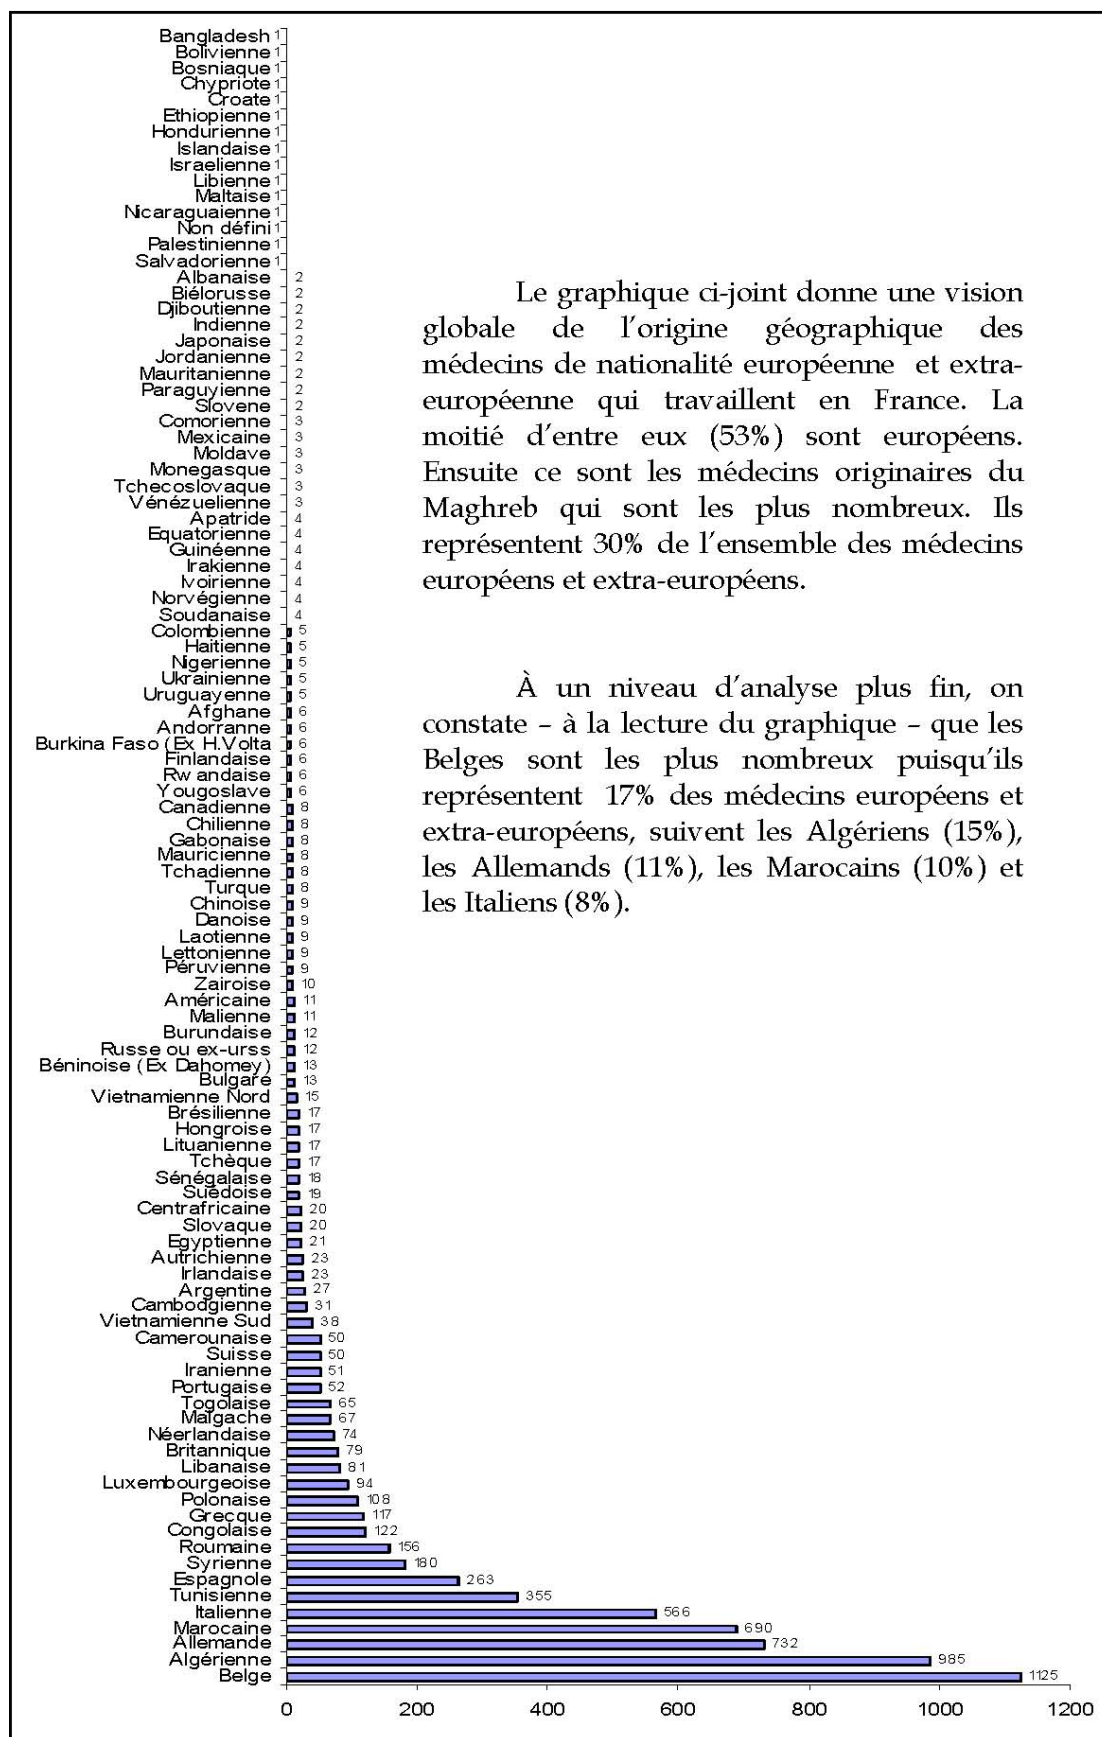 Bangladesh 1
Bolivienne 1
Bosniaque 1
Chypriote 1
Croate 1
Ethiopienne 1
Hondurienne 1
Islandaise 1
Israelienne 1
Libienne 1
Maltaise 1
Nicaraguaienne 1
Non défini 1
Palestinienne 1
Salvadorienne 1
Albanaise 2
Biélorusse 2
Djiboutienne 2
Indienne 2
Japonaise 2
Jordanienne 2
Mauritanienne 2
Paraguyienne 2
Slovene 2
Comorienne 3
Mexicaine 3
Moldave 3
Monegasque 3
Tchecoslovaque 3
Vénézuelienne 3
Apatride 4
Equatorienne 4
Guinéenne 4
Irakienne 4
Ivoirienne 4
Norvégienne 4
Soudanaise 4
Colombienne 5
Haitienne 5
Nigerienne 5
Ukrainienne 5
Uruguayenne 5
Afghane 6
Andorranne 6
Burkina Faso (Ex H.Volta 6
Finlandaise 6
Rwandaise 6
Yougoslave 6
Canadienne 8
Chilienne 8
Gabonaise 8
Mauricienne 8
Tchadienne 8
Turque 8
Chinoise 9
Danoise 9
Laotienne 9
Lettonienne 9
Péruvienne 9
Zairoise 10
Américaine 11
Malienne 11
Burundaise 12
Russe ou ex-urss 12
Béninoise (Ex Dahomey) 13
Bulgare 13
Vietnamienne Nord 15
Brésilienne 17
Hongroise 17
Lituanienne 17
Tchèque 17
Sénégalaise 18
Suédoise 19
Centrafricaine 20
Slovaque 20
Egyptienne 21
Autrichienne 23
Irlandaise 23
Argentine 27
Cambodgienne 31
Vietnamienne Sud 38
Camerounaise 50
Suisse 50
Iranienne 51
Portugaise 52
Togolaise 65
Malgache 67
Néerlandaise 74
Britannique 79
Libanaise 81
Luxembourgeoise 94
Polonaise 108
Grecque 117
Congolaise 122
Roumaine 156
Syrienne 180
Espagnole 263
Tunisienne 355
Italienne 566
Marocaine 690
Allemande 732
Algérienne 985
Belge 1125
0 200 400 600 800 1000 1200
Le graphique ci-joint donne une vision
globale de l'origine géographique des
médecins de nationalité européenne et extra-
européenne qui travaillent en France. La
moitié d'entre eux (53%) sont européens.
Ensuite ce sont les médecins originaires du
Maghreb qui sont les plus nombreux. Ils
représentent 30% de l'ensemble des médecins
européens et extra-européens.
À un niveau d'analyse plus fin, on
constate – à la lecture du graphique – que les
Belges sont les plus nombreux puisqu'ils
représentent 17% des médecins européens et
extra-européens, suivent les Algériens (15%),
les Allemands (11%), les Marocains (10%) et
les Italiens (8%).